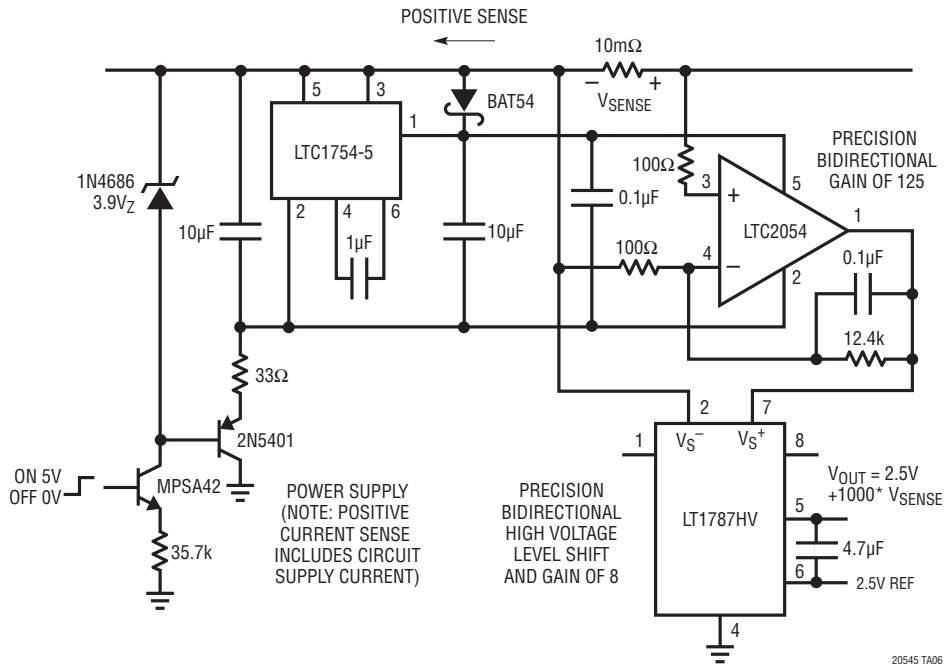 POSITIVE SENSE
10mΩ
– +
VSENSE
5
3
1
BAT54
LTC1754-5
PRECISION
BIDIRECTIONAL
GAIN OF 125
1N4686
3.9VZ
100Ω
3
+
5
0.1µF
1
LTC2054
2
4
6
10µF
1µF
10µF
100Ω
4
–
2
0.1µF
12.4k
33Ω
2
7
2N5401
1
VS–
VS+
8
ON 5V
OFF 0V
MPSA42
POWER SUPPLY
(NOTE: POSITIVE
CURRENT SENSE
INCLUDES CIRCUIT
SUPPLY CURRENT)
PRECISION
BIDIRECTIONAL
HIGH VOLTAGE
LEVEL SHIFT
AND GAIN OF 8
LT1787HV
VOUT = 2.5V
+1000* VSENSE
5
4.7µF
35.7k
6
2.5V REF
4
20545 TA06